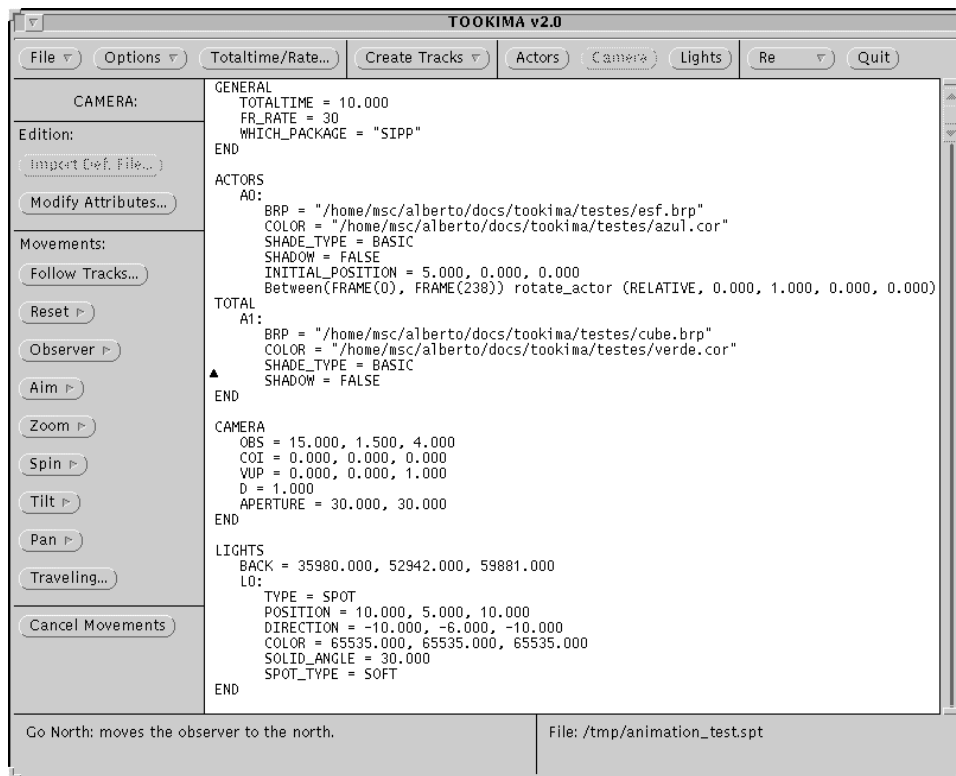 TOOKIMA v2.0
File Options Totaltime/Rate... Create Tracks Actors Camera Lights Re Quit
CAMERA:
Edition:
Import Def. File...
Modify Attributes...
Movements:
Follow Tracks...
Reset
Observer
Aim
Zoom
Spin
Tilt
Pan
Traveling...
Cancel Movements
GENERAL
TOTALTIME = 10.000
FR_RATE = 30
WHICH_PACKAGE = "SIPP"
END
ACTORS
A0:
BRP = "/home/msc/alberto/docs/tookima/testes/esf.brp"
COLOR = "/home/msc/alberto/docs/tookima/testes/azul.cor"
SHADE_TYPE = BASIC
SHADOW = FALSE
INITIAL_POSITION = 5.000, 0.000, 0.000
Between(FRAME(0), FRAME(238)) rotate_actor (RELATIVE, 0.000, 1.000, 0.000, 0.000)
TOTAL
A1:
BRP = "/home/msc/alberto/docs/tookima/testes/cube.brp"
COLOR = "/home/msc/alberto/docs/tookima/testes/verde.cor"
SHADE_TYPE = BASIC
SHADOW = FALSE
END
CAMERA
OBS = 15.000, 1.500, 4.000
COI = 0.000, 0.000, 0.000
VUP = 0.000, 0.000, 1.000
D = 1.000
APERTURE = 30.000, 30.000
END
LIGHTS
BACK = 35980.000, 52942.000, 59881.000
L0:
TYPE = SPOT
POSITION = 10.000, 5.000, 10.000
DIRECTION = -10.000, -6.000, -10.000
COLOR = 65535.000, 65535.000, 65535.000
SOLID_ANGLE = 30.000
SPOT_TYPE = SOFT
END
Go North: moves the observer to the north.
File: /tmp/animation_test.spt